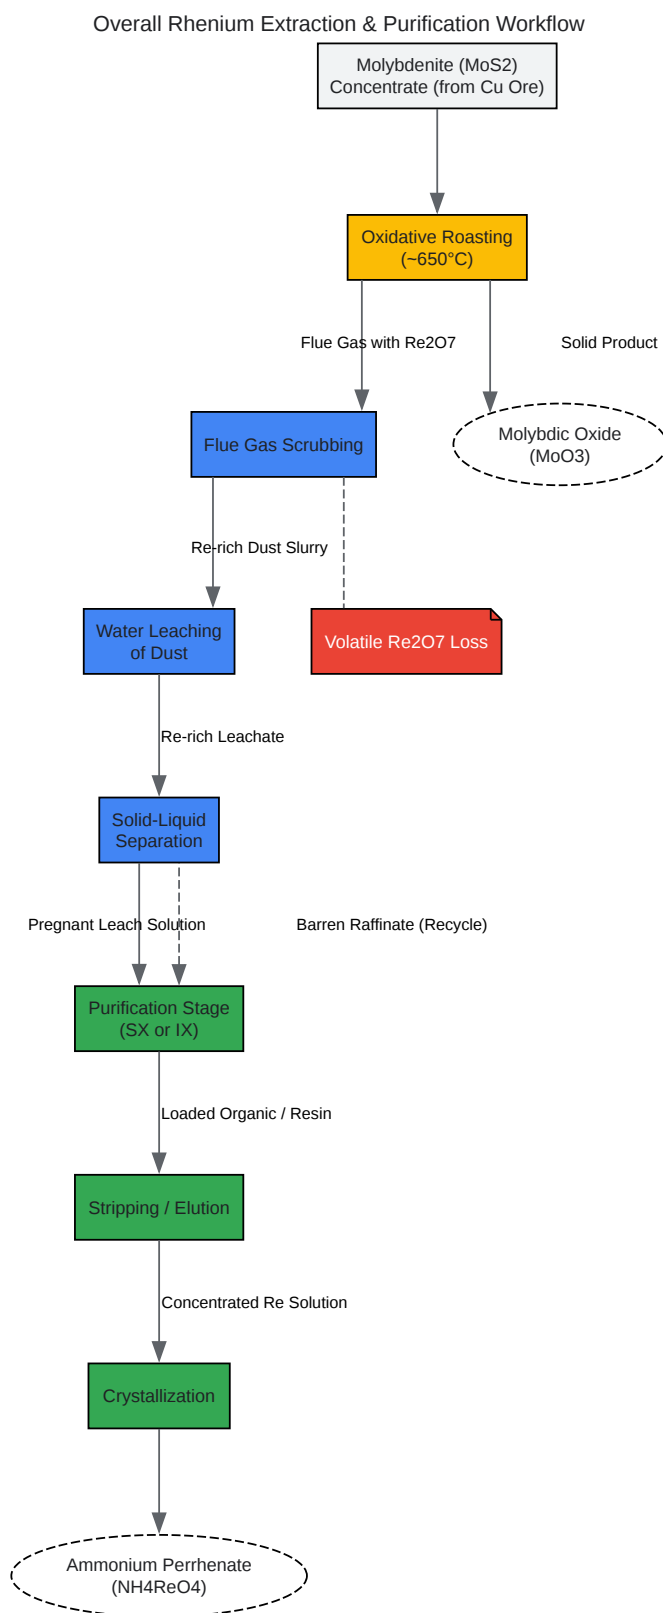 Overall Rhenium Extraction & Purification Workflow
Molybdenite (MoS2)
Concentrate (from Cu Ore)
Oxidative Roasting
(~650°C)
Flue Gas with Re2O7
Solid Product
Flue Gas Scrubbing
Molybdic Oxide
(MoO3)
Re-rich Dust Slurry
Water Leaching
of Dust
Volatile Re2O7 Loss
Re-rich Leachate
Solid-Liquid
Separation
Pregnant Leach Solution
Barren Raffinate (Recycle)
Purification Stage
(SX or IX)
Loaded Organic / Resin
Stripping / Elution
Concentrated Re Solution
Crystallization
Ammonium Perrhenate
(NH4ReO4)